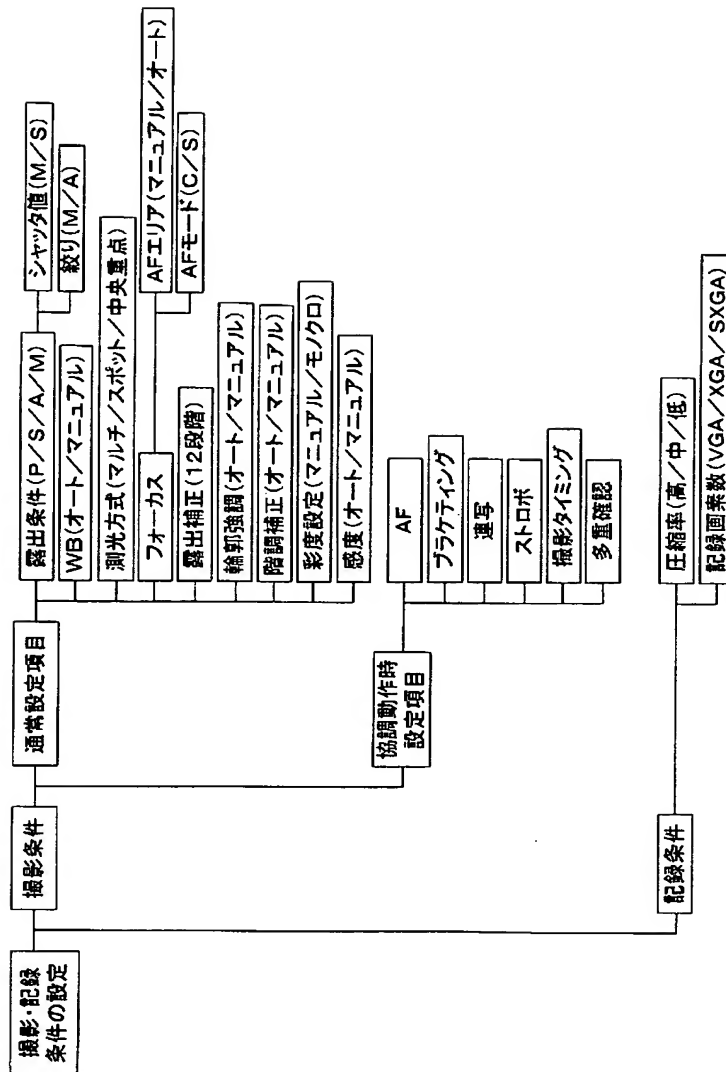 撮影・記録
条件の設定
撮影条件
通常設定項目
露出条件(P/S/A/M)
シャッタ値(M/S)
絞り(M/A)
WB(オート/マニュアル)
測光方式(マルチ/スポット/中央重点)
フォーカス
AFエリア(マニュアル/オート)
AFモード(C/S)
露出補正(12段階)
輪郭強調(オート/マニュアル)
階調補正(オート/マニュアル)
彩度設定(マニュアル/モノクロ)
感度(オート/マニュアル)
協調動作時
設定項目
AF
ブラケティング
連写
ストロボ
撮影タイミング
多重確認
記録条件
圧縮率(高/中/低)
記録画素数(VGA/XGA/SXGA)